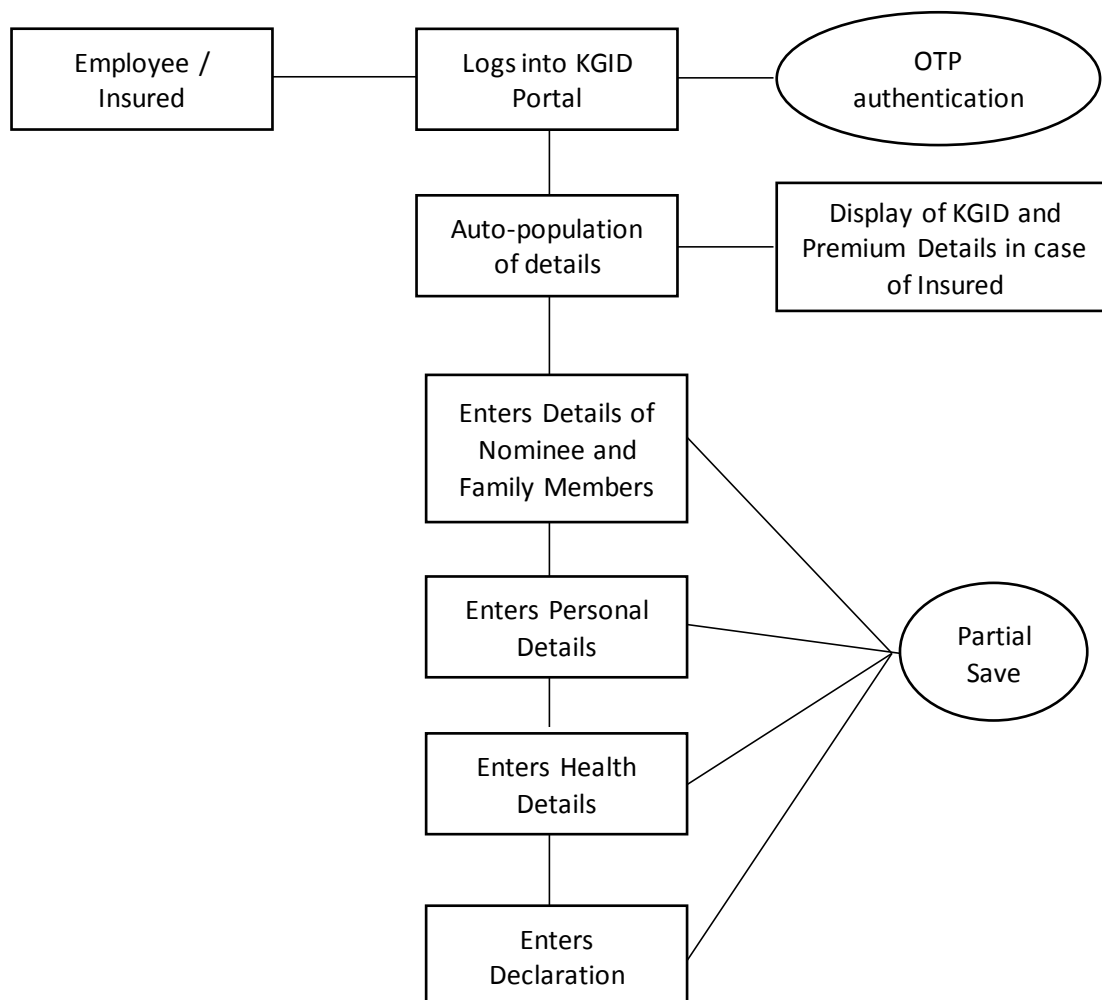 Employee /
Insured
Logs into KGID
Portal
OTP
authentication
Auto-population
of details
Display of KGID and
Premium Details in case
of Insured
Enters Details of
Nominee and
Family Members
Enters Personal
Details
Partial
Save
Enters Health
Details
Enters
Declaration